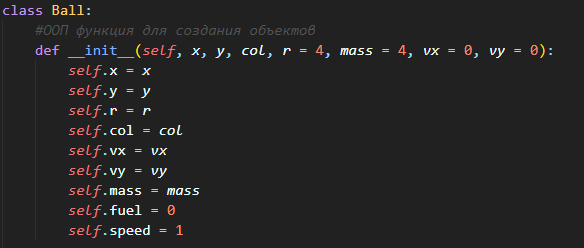 class Ball:
#ООП функция для создания объектов
def __init__(self, x, y, col, r = 4, mass = 4, vx = 0, vy = 0):
self.x = x
self.y = y
self.r = r
self.col = col
self.vx = vx
self.vy = vy
self.mass = mass
self.fuel = 0
self.speed = 1